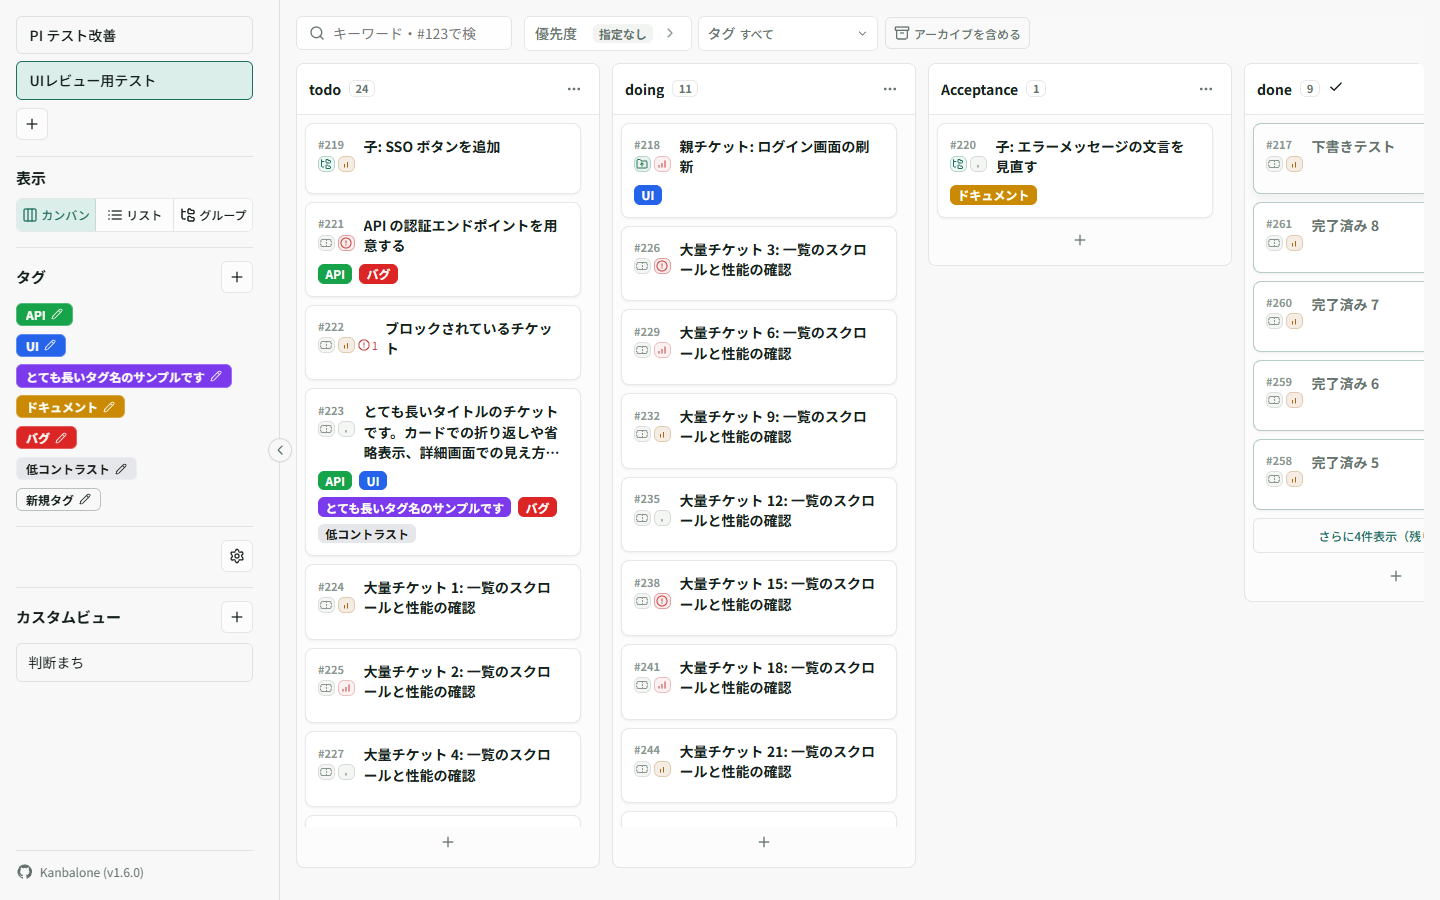 PI テスト改善
UIレビュー用テスト
表示
カンバン
リスト
グループ
タグ
API
UI
とても長いタグ名のサンプルです
ドキュメント
バグ
低コントラスト
新規タグ
カスタムビュー
判断まち
Kanbalone (v1.6.0)
キーワード・#123で検
優先度 指定なし
タグ すべて
アーカイブを含める
todo 24
#219 子: SSO ボタンを追加
#221 API の認証エンドポイントを用
意する
API バグ
#222 ブロックされているチケッ
1 ト
#223 とても長いタイトルのチケット
です。カードでの折り返しや省
略表示、詳細画面での見え方…
API UI
とても長いタグ名のサンプルです バグ
低コントラスト
#224 大量チケット 1: 一覧のスクロ
ールと性能の確認
#225 大量チケット 2: 一覧のスクロ
ールと性能の確認
#227 大量チケット 4: 一覧のスクロ
ールと性能の確認
doing 11
#218 親チケット: ログイン画面の刷
新
UI
#226 大量チケット 3: 一覧のスクロ
ールと性能の確認
#229 大量チケット 6: 一覧のスクロ
ールと性能の確認
#232 大量チケット 9: 一覧のスクロ
ールと性能の確認
#235 大量チケット 12: 一覧のスクロ
ールと性能の確認
#238 大量チケット 15: 一覧のスクロ
ールと性能の確認
#241 大量チケット 18: 一覧のスクロ
ールと性能の確認
#244 大量チケット 21: 一覧のスクロ
ールと性能の確認
Acceptance 1
#220 子: エラーメッセージの文言を
見直す
ドキュメント
done 9
#217 下書きテスト
#261 完了済み 8
#260 完了済み 7
#259 完了済み 6
#258 完了済み 5
さらに4件表示（残